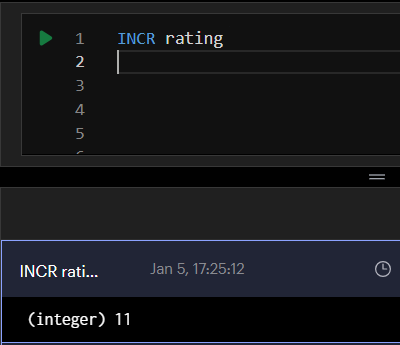 1 INCR rating
2
3
4
5
INCR rati... Jan 5, 17:25:12
(integer) 11